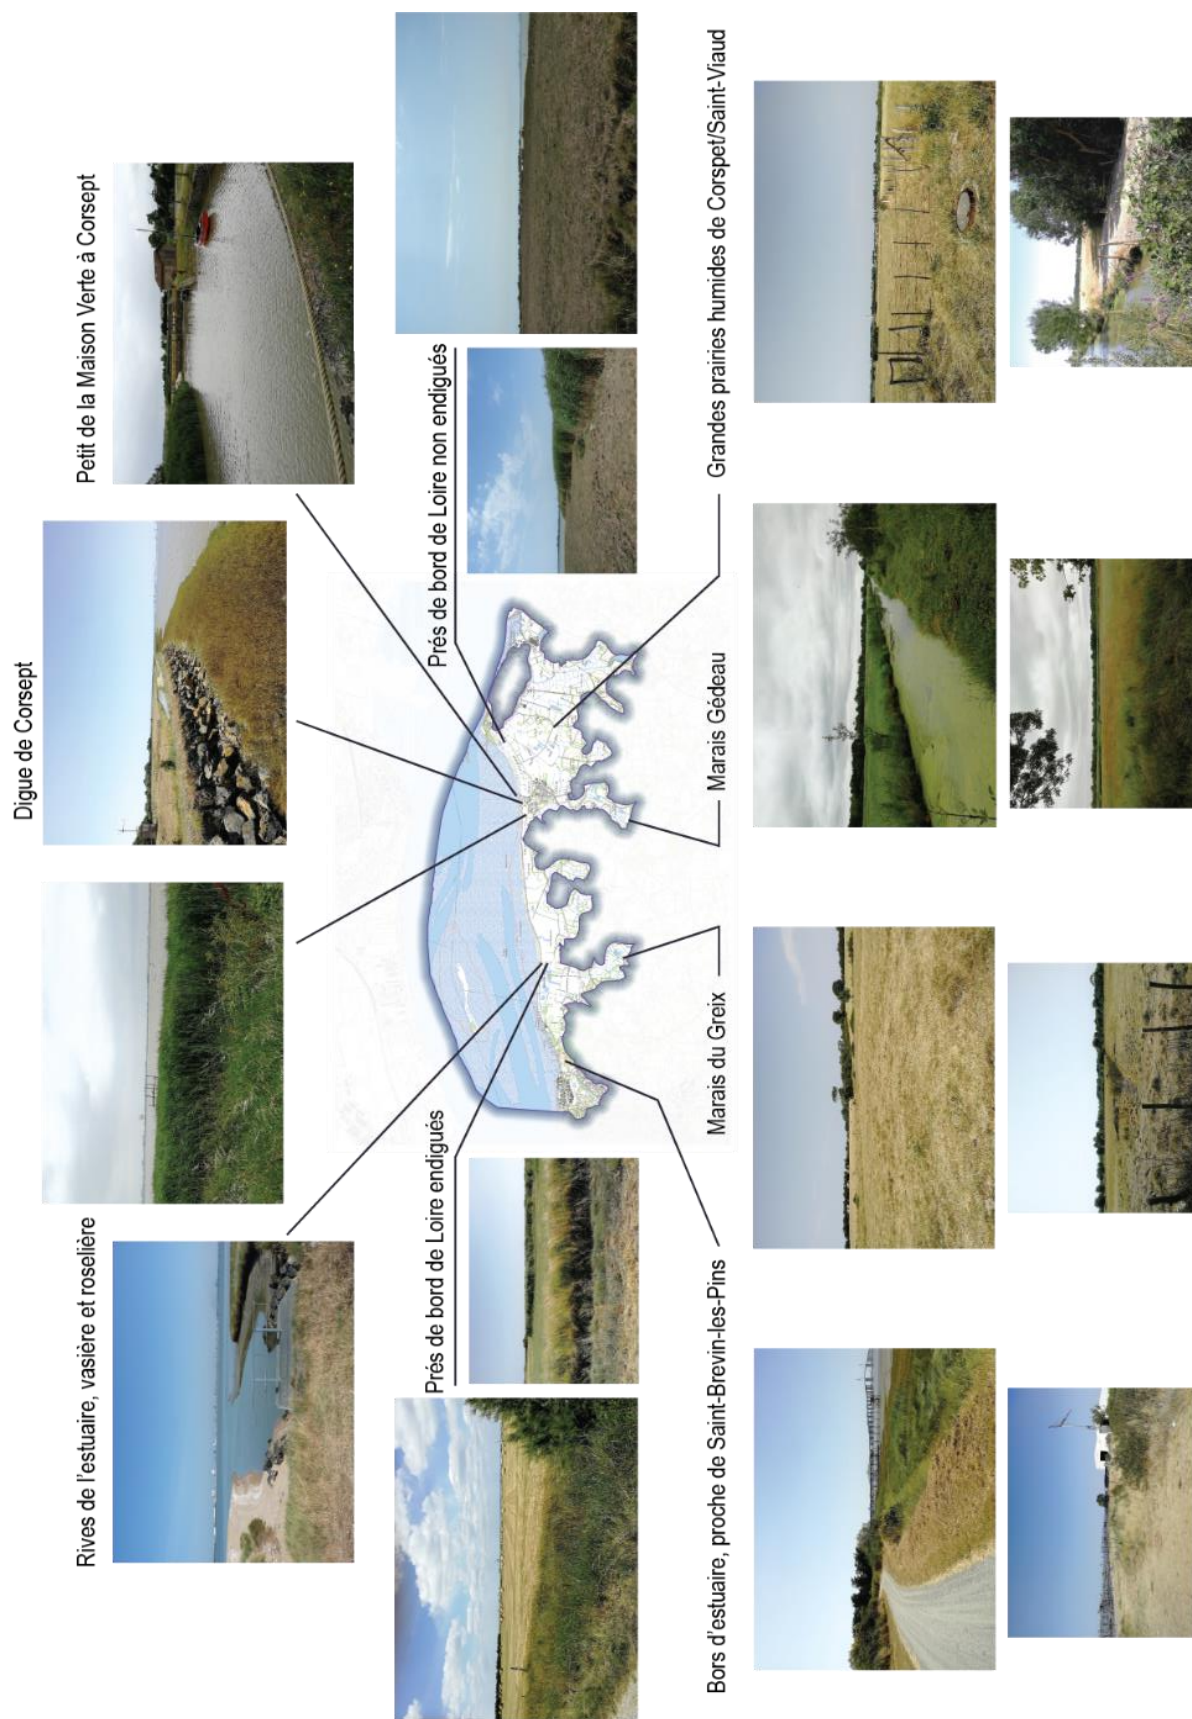 Rives de l'estuaire, vasière et roselière
Digue de Corsept
Petit de la Maison Verte à Corsept
Prés de bord de Loire endigués
Prés de bord de Loire non endigués
Bors d'estuaire, proche de Saint-Brevin-les-Pins
Marais du Greix
Marais Gédeau
Grandes prairies humides de Corspet/Saint-Viaud